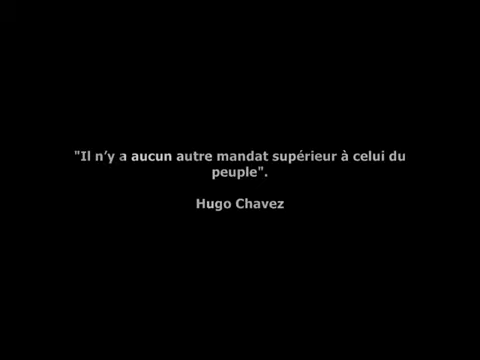 "Il n’y a aucun autre mandat supérieur à celui du
peuple".
Hugo Chavez